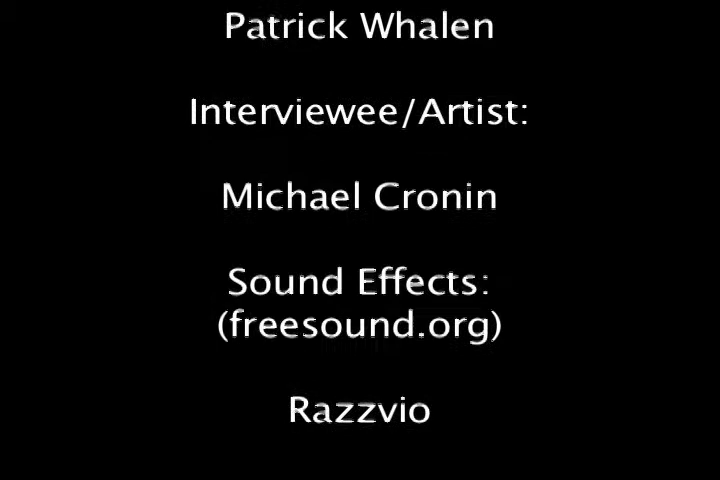 Patrick Whalen
Interviewee/Artist:
Michael Cronin
Sound Effects:
(freesound.org)
Razzvio